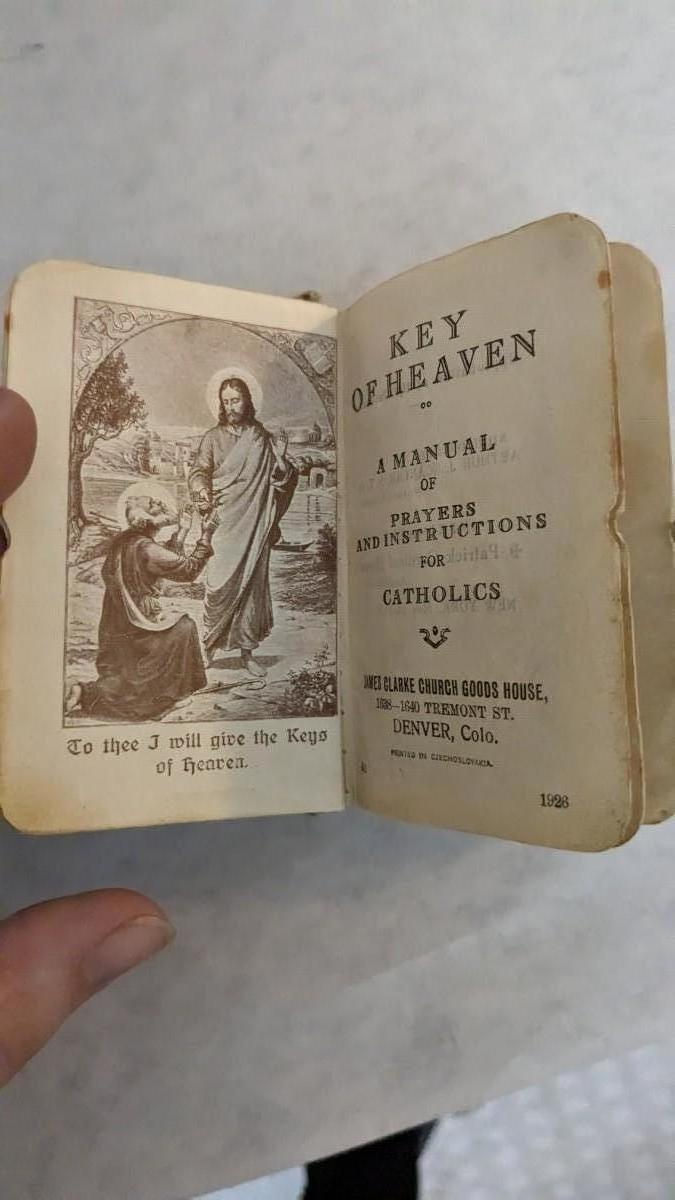 To thee I will give the Keys
of Heaven.
KEY
OF HEAVEN
A MANUAL
OF
PRAYERS
AND INSTRUCTIONS
FOR
CATHOLICS
JAMES CLARKE CHURCH GOODS HOUSE,
1638-1640 TREMONT ST.
DENVER, Colo.
PRINTED IN CZECHOSLOVAKIA.
1926